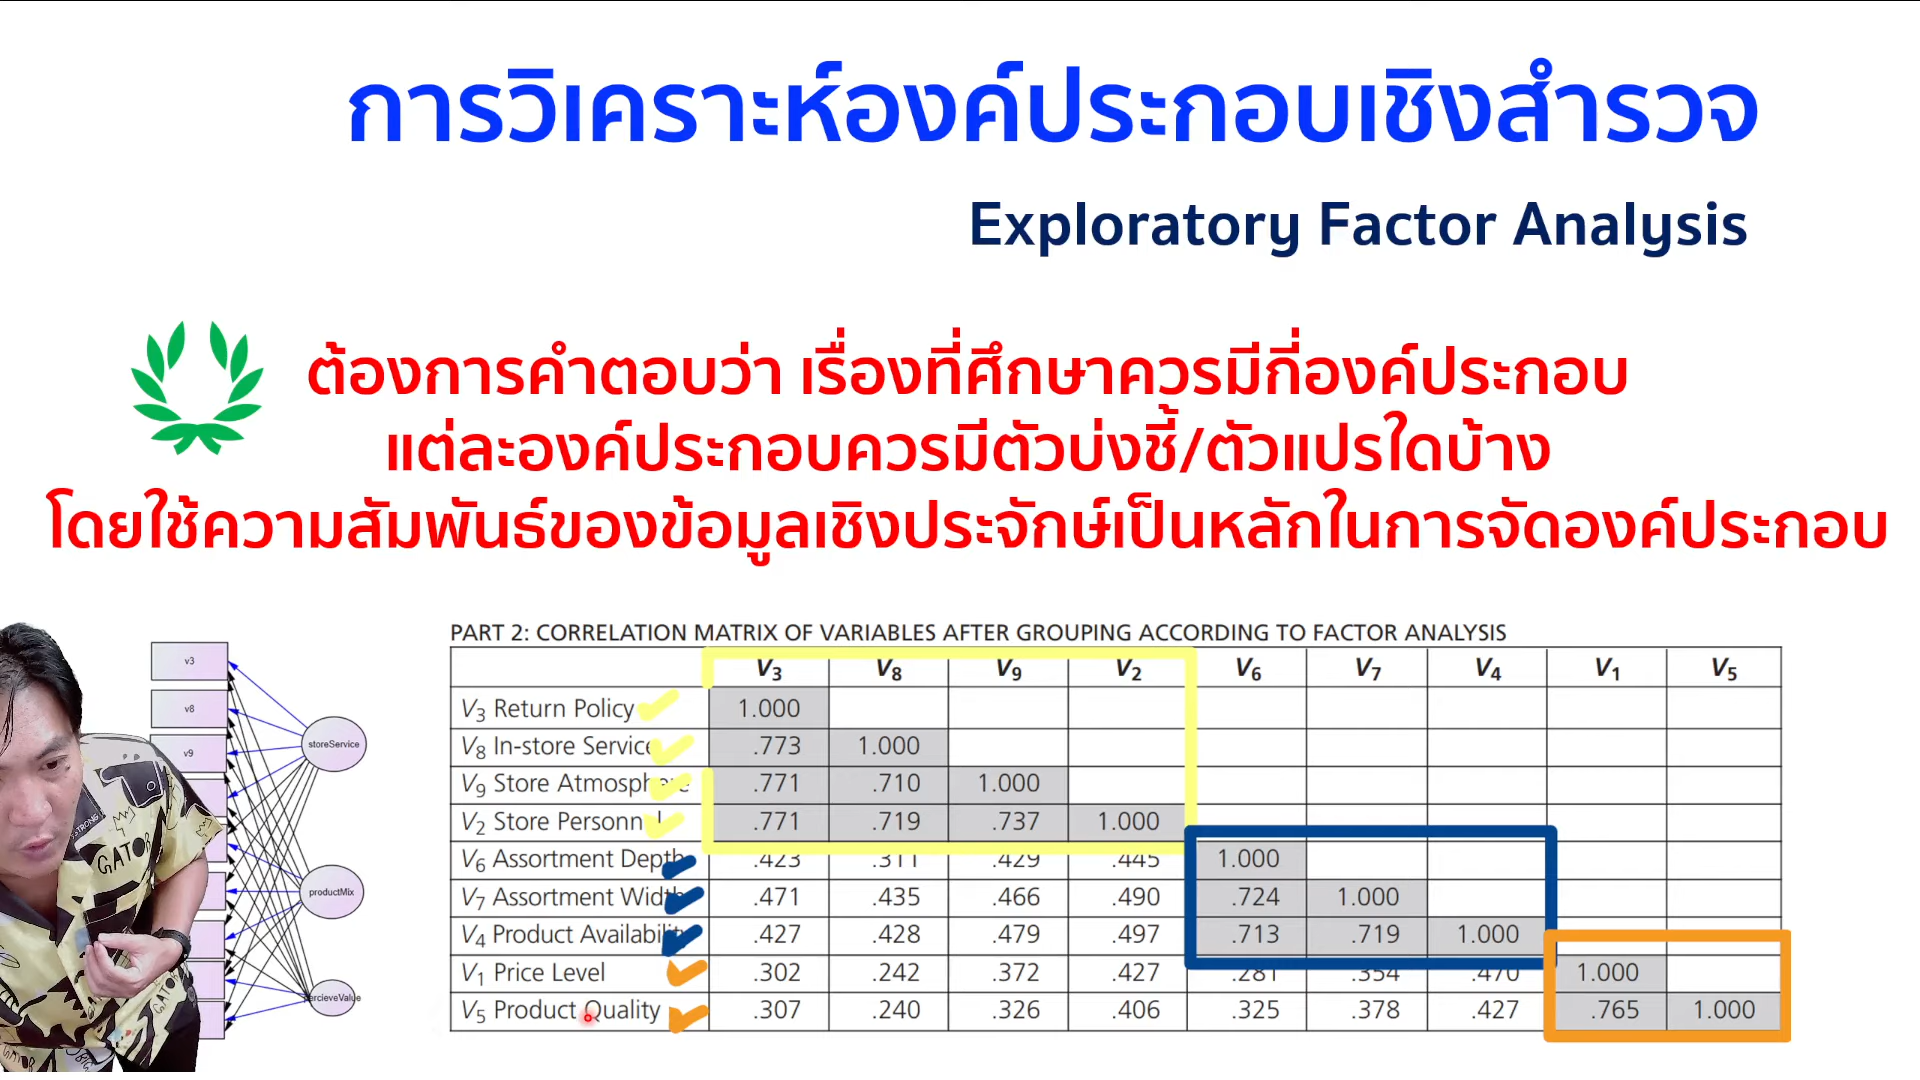 การวิเคราะห์องค์ประกอบเชิงสำรวจ
Exploratory Factor Analysis
ต้องการคำตอบว่า เรื่องที่ศึกษาควรมีกี่องค์ประกอบ
แต่ละองค์ประกอบควรมีตัวบ่งชี้/ตัวแปรใดบ้าง
โดยใช้ความสัมพันธ์ของข้อมูลเชิงประจักษ์เป็นหลักในการจัดองค์ประกอบ
v3
v8
v9
storeService
productMix
percieveValue
GATOR
PART 2: CORRELATION MATRIX OF VARIABLES AFTER GROUPING ACCORDING TO FACTOR ANALYSIS
V3 V8 V9 V2 V6 V7 V4 V1 V5
V3 Return Policy 1.000
V8 In-store Service .773 1.000
V9 Store Atmosphere .771 .710 1.000
V2 Store Personnel .771 .719 .737 1.000
V6 Assortment Depth .423 .311 .429 .445 1.000
V7 Assortment Width .471 .435 .466 .490 .724 1.000
V4 Product Availability .427 .428 .479 .497 .713 .719 1.000
V1 Price Level .302 .242 .372 .427 .281 .354 .470 1.000
V5 Product Quality .307 .240 .326 .406 .325 .378 .427 .765 1.000